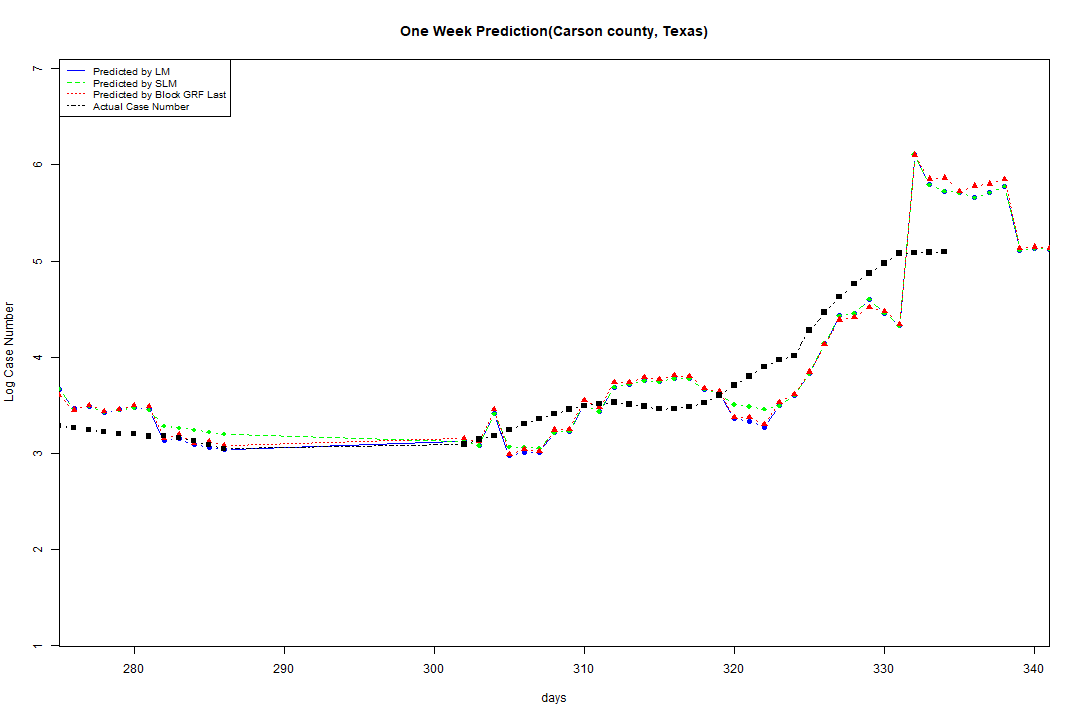 One Week Prediction(Carson county, Texas)
Predicted by LM
Predicted by SLM
Predicted by Block GRF Last
Actual Case Number
7
6
5
4
3
2
1
Log Case Number
280 290 300 310 320 330 340
days